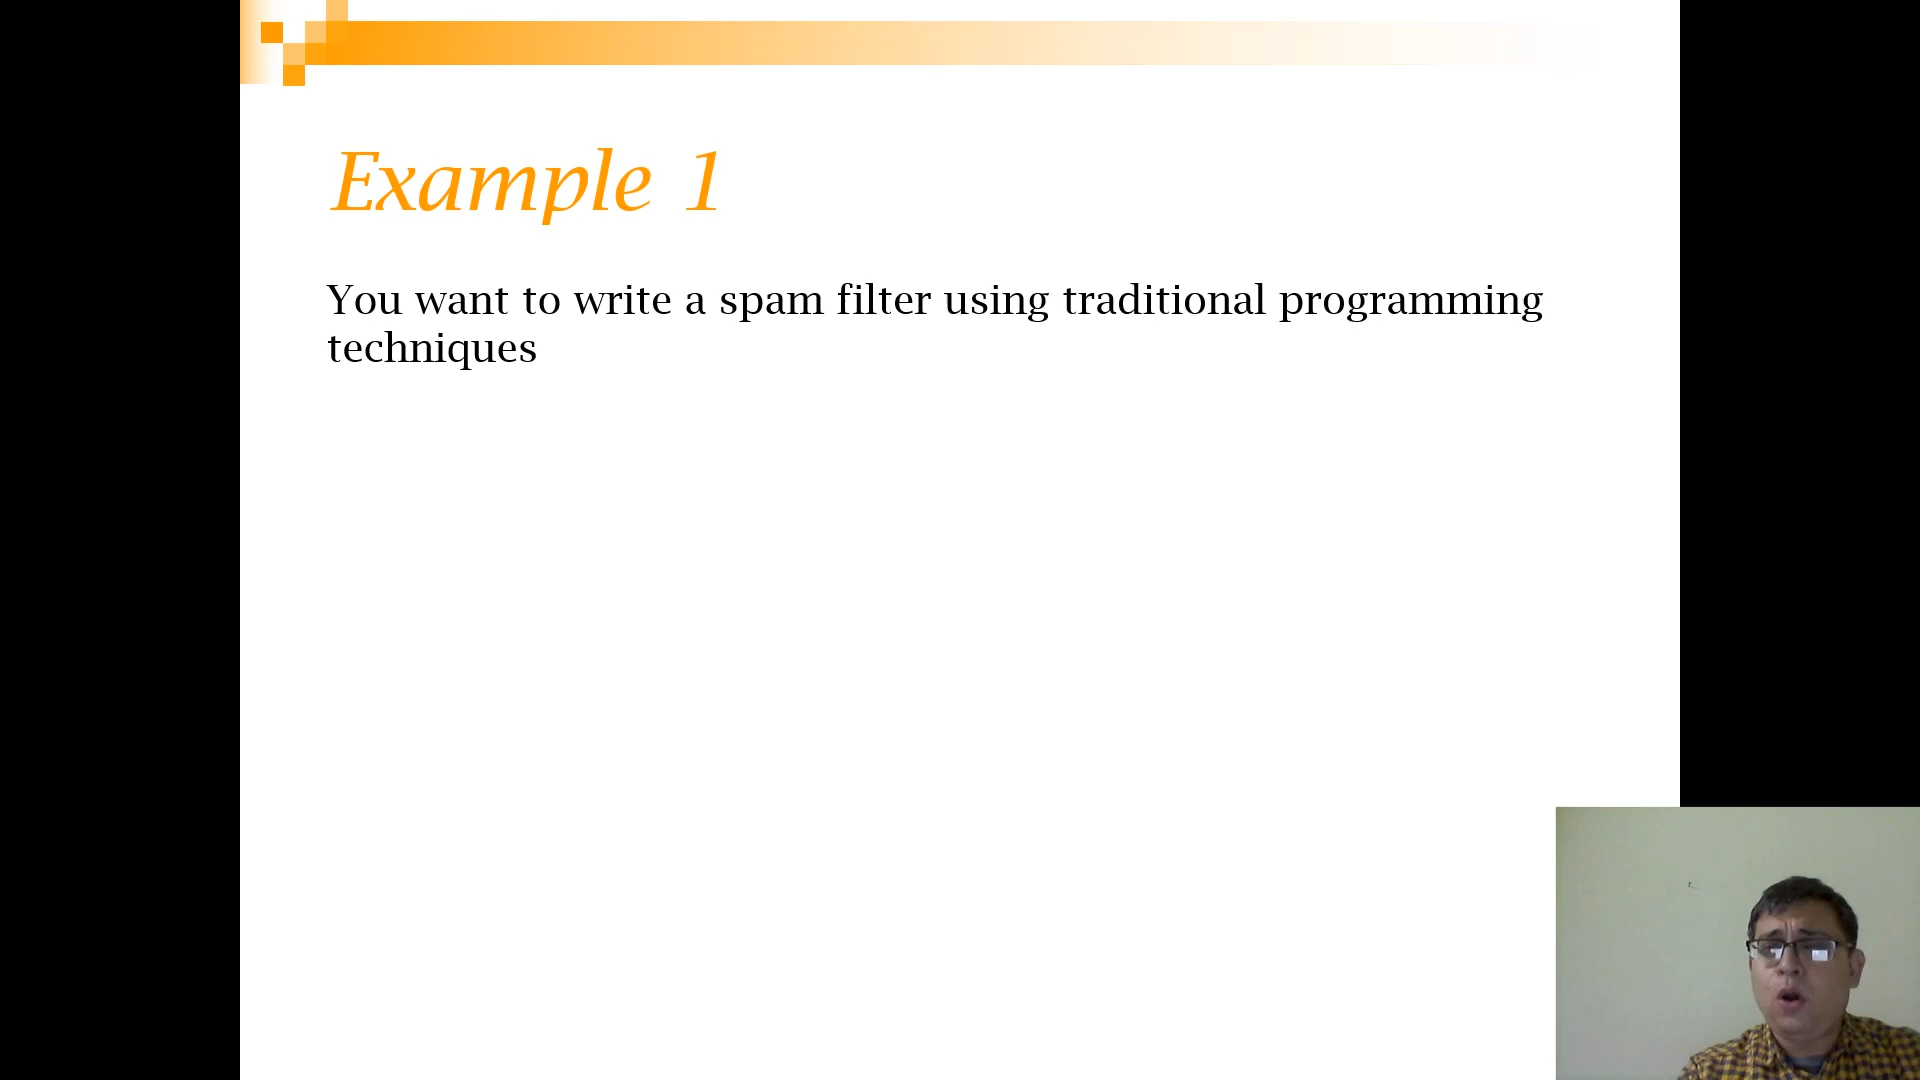 Example 1
You want to write a spam filter using traditional programming
techniques